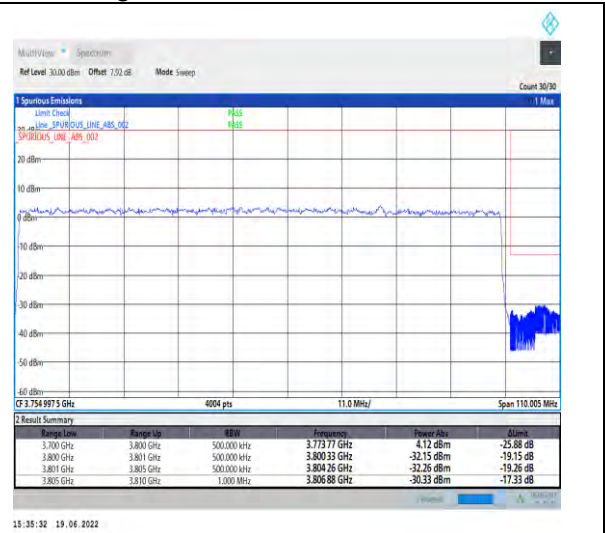 MultiView Spectrum
Ref Level 30.00 dBm Offset 7.92 dB Mode Sweep
Count 30/30
1 Spurious Emissions 1 Max
Limit Check PASS
Line _SPURIOUS_LINE_ABS_002 PASS
_SPURIOUS_LINE_ABS_002
20 dBm
10 dBm
0 dBm
-10 dBm
-20 dBm
-30 dBm
-40 dBm
-50 dBm
-60 dBm
CF 3.754 997 5 GHz 4004 pts 11.0 MHz/ Span 110.005 MHz
2 Result Summary
Range Low Range Up RBW Frequency Power Abs ΔLimit
3.700 GHz 3.800 GHz 500.000 kHz 3.773 77 GHz 4.12 dBm -25.88 dB
3.800 GHz 3.801 GHz 500.000 kHz 3.800 33 GHz -32.15 dBm -19.15 dB
3.801 GHz 3.805 GHz 500.000 kHz 3.804 26 GHz -32.26 dBm -19.26 dB
3.805 GHz 3.810 GHz 1.000 MHz 3.806 88 GHz -30.33 dBm -17.33 dB
15:35:32 19.06.2022